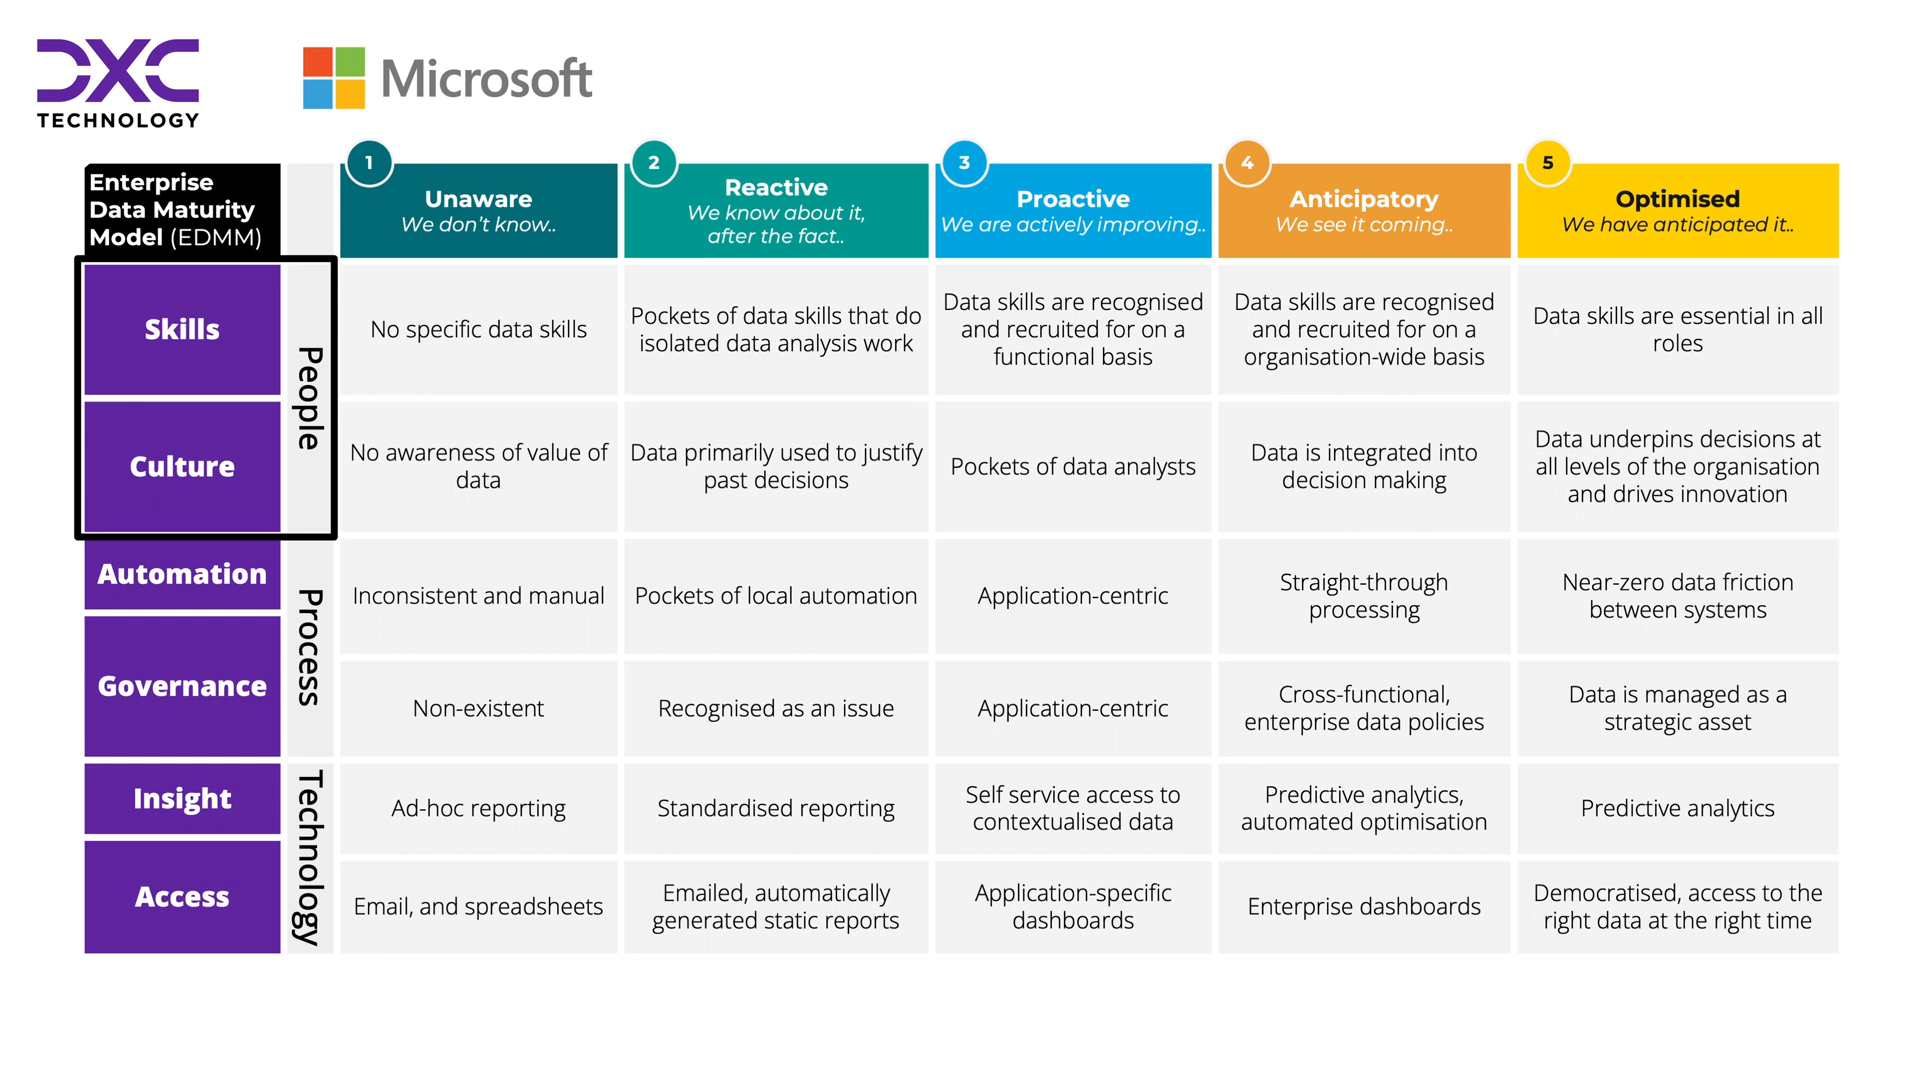 DXC
TECHNOLOGY
Microsoft
Enterprise
Data Maturity
Model (EDMM)
1
Unaware
We don't know..
2
Reactive
We know about it,
after the fact..
3
Proactive
We are actively improving..
4
Anticipatory
We see it coming..
5
Optimised
We have anticipated it..
People
Skills
No specific data skills
Pockets of data skills that do
isolated data analysis work
Data skills are recognised
and recruited for on a
functional basis
Data skills are recognised
and recruited for on a
organisation-wide basis
Data skills are essential in all
roles
Culture
No awareness of value of
data
Data primarily used to justify
past decisions
Pockets of data analysts
Data is integrated into
decision making
Data underpins decisions at
all levels of the organisation
and drives innovation
Process
Automation
Inconsistent and manual
Pockets of local automation
Application-centric
Straight-through
processing
Near-zero data friction
between systems
Governance
Non-existent
Recognised as an issue
Application-centric
Cross-functional,
enterprise data policies
Data is managed as a
strategic asset
Technology
Insight
Ad-hoc reporting
Standardised reporting
Self service access to
contextualised data
Predictive analytics,
automated optimisation
Predictive analytics
Access
Email, and spreadsheets
Emailed, automatically
generated static reports
Application-specific
dashboards
Enterprise dashboards
Democratised, access to the
right data at the right time